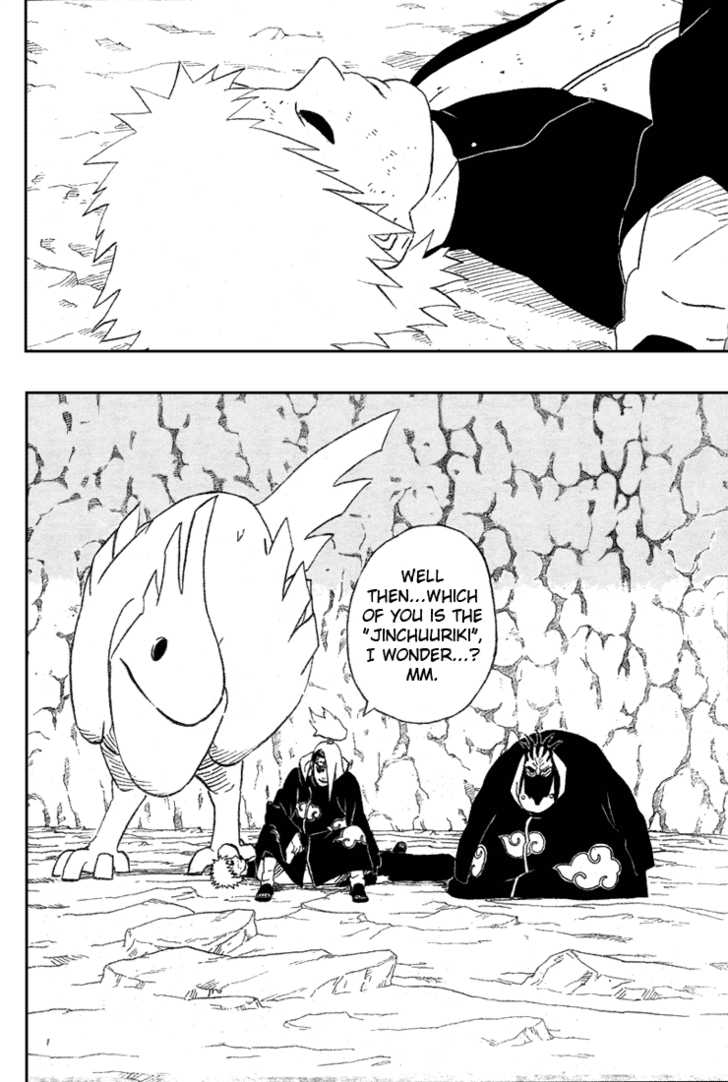 WELL
THEN...WHICH
OF YOU IS THE
"JINCHUURIKI",
I WONDER...?
MM.